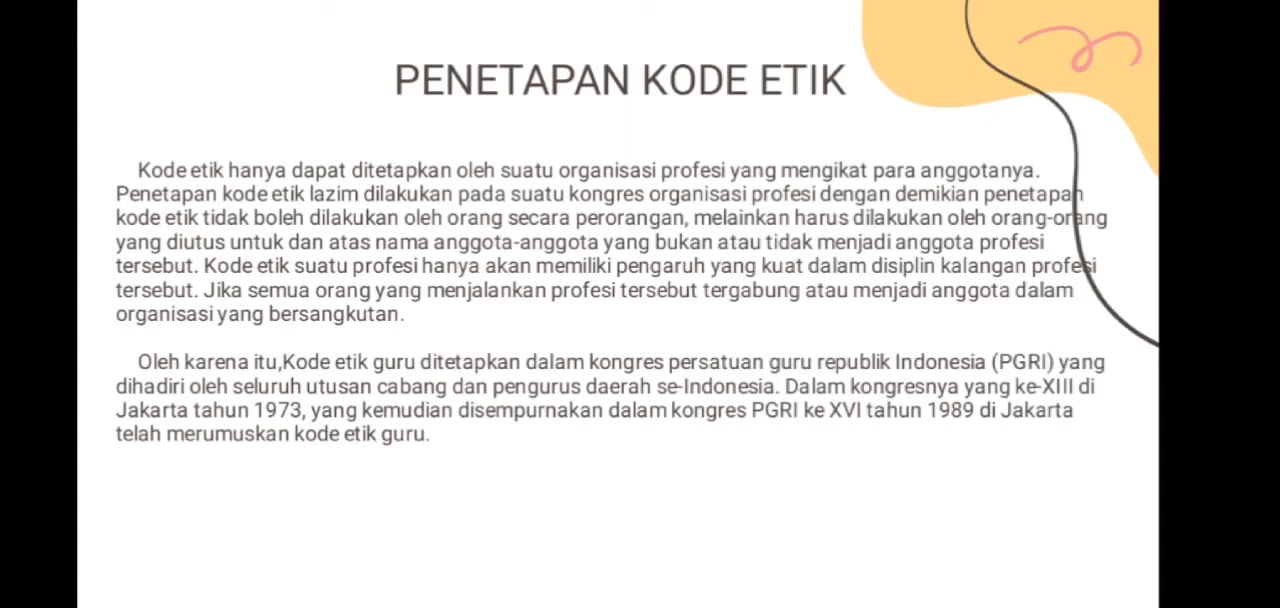 PENETAPAN KODE ETIK
Kode etik hanya dapat ditetapkan oleh suatu organisasi profesi yang mengikat para anggotanya.
Penetapan kode etik lazim dilakukan pada suatu kongres organisasi profesi dengan demikian penetapan
kode etik tidak boleh dilakukan oleh orang secara perorangan, melainkan harus dilakukan oleh orang-orang
yang diutus untuk dan atas nama anggota-anggota yang bukan atau tidak menjadi anggota profesi
tersebut. Kode etik suatu profesi hanya akan memiliki pengaruh yang kuat dalam disiplin kalangan profesi
tersebut. Jika semua orang yang menjalankan profesi tersebut tergabung atau menjadi anggota dalam
organisasi yang bersangkutan.
Oleh karena itu,Kode etik guru ditetapkan dalam kongres persatuan guru republik Indonesia (PGRI) yang
dihadiri oleh seluruh utusan cabang dan pengurus daerah se-Indonesia. Dalam kongresnya yang ke-XIII di
Jakarta tahun 1973, yang kemudian disempurnakan dalam kongres PGRI ke XVI tahun 1989 di Jakarta
telah merumuskan kode etik guru.